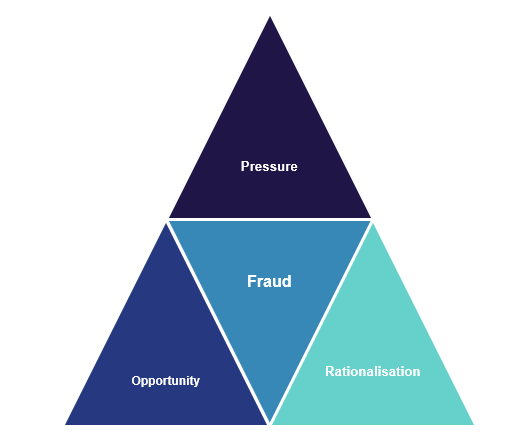 Pressure
Fraud
Opportunity
Rationalisation